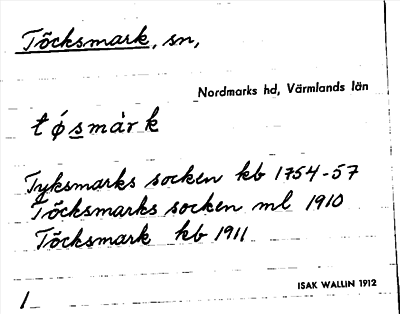 Töcksmark, sn,
Nordmarks hd, Värmlands län
tǿsmàrk
Tyksmarks socken kb 1754-57
Töcksmarks socken ml 1910
Töcksmark kb 1911
ISAK WALLIN 1912
1